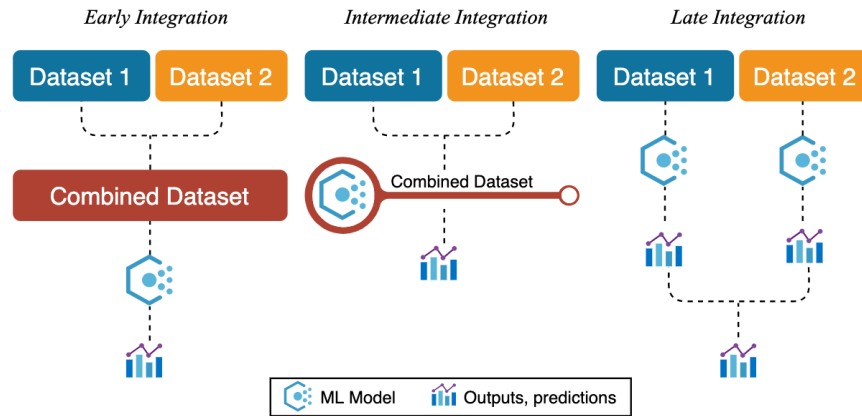 Early Integration
Intermediate Integration
Late Integration
Dataset 1
Dataset 2
Dataset 1
Dataset 2
Dataset 1
Dataset 2
Combined Dataset
Combined Dataset
ML Model
Outputs, predictions